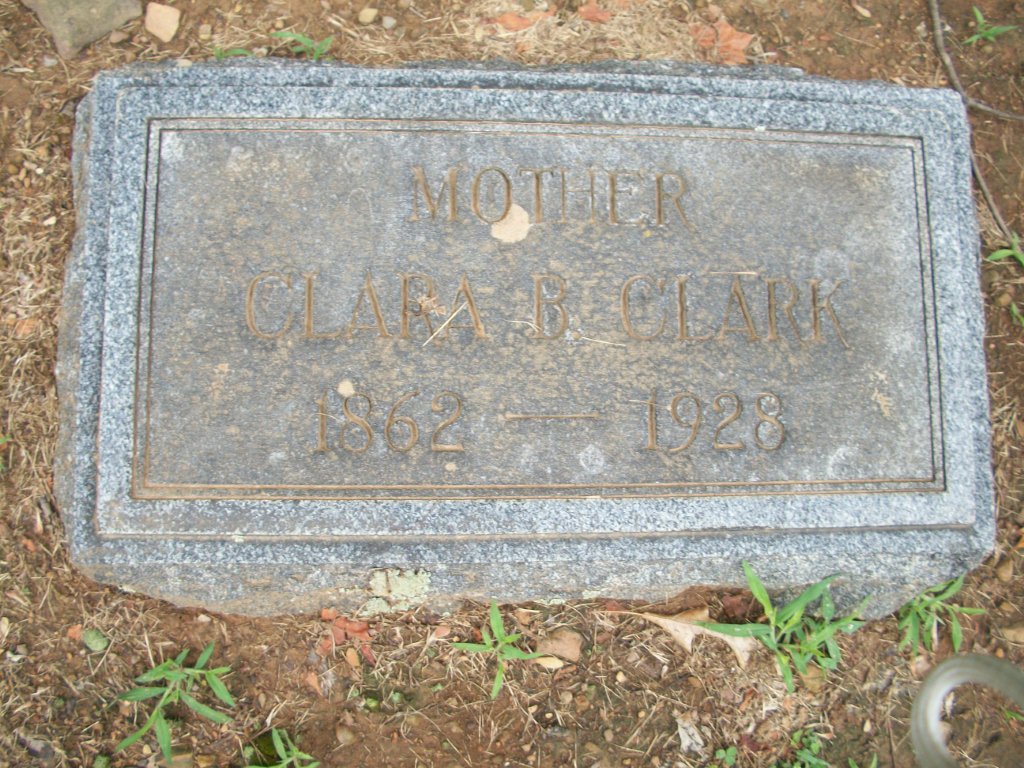 MOTHER
CLARA B. CLARK
1862 — 1928